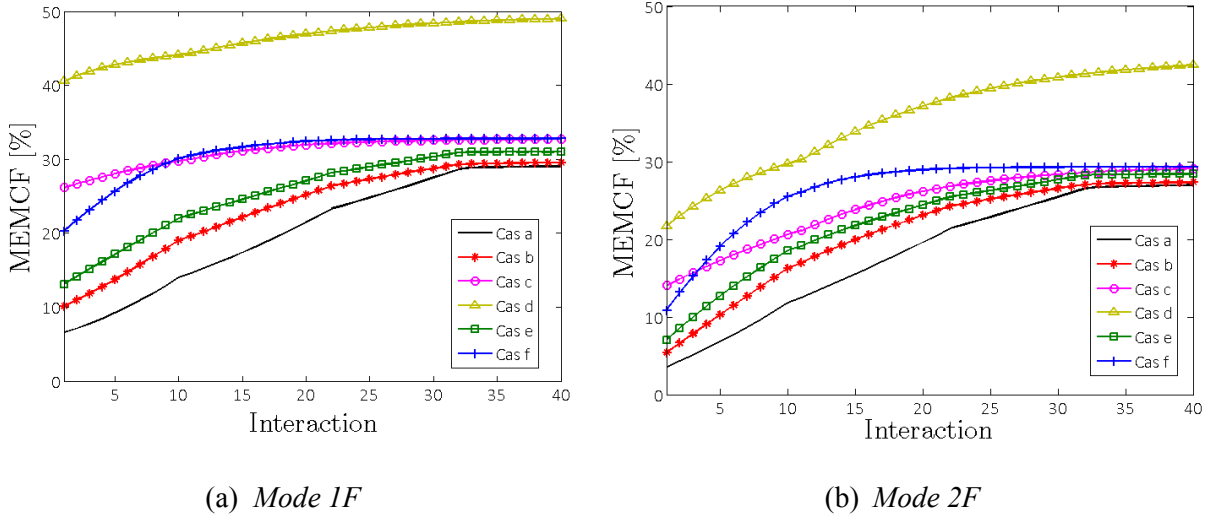 50
40
30
20
10
0
MEMCF [%]
5 10 15 20 25 30 35 40
Interaction
Cas a
Cas b
Cas c
Cas d
Cas e
Cas f
(a) Mode 1F
50
40
30
20
10
0
MEMCF [%]
5 10 15 20 25 30 35 40
Interaction
Cas a
Cas b
Cas c
Cas d
Cas e
Cas f
(b) Mode 2F